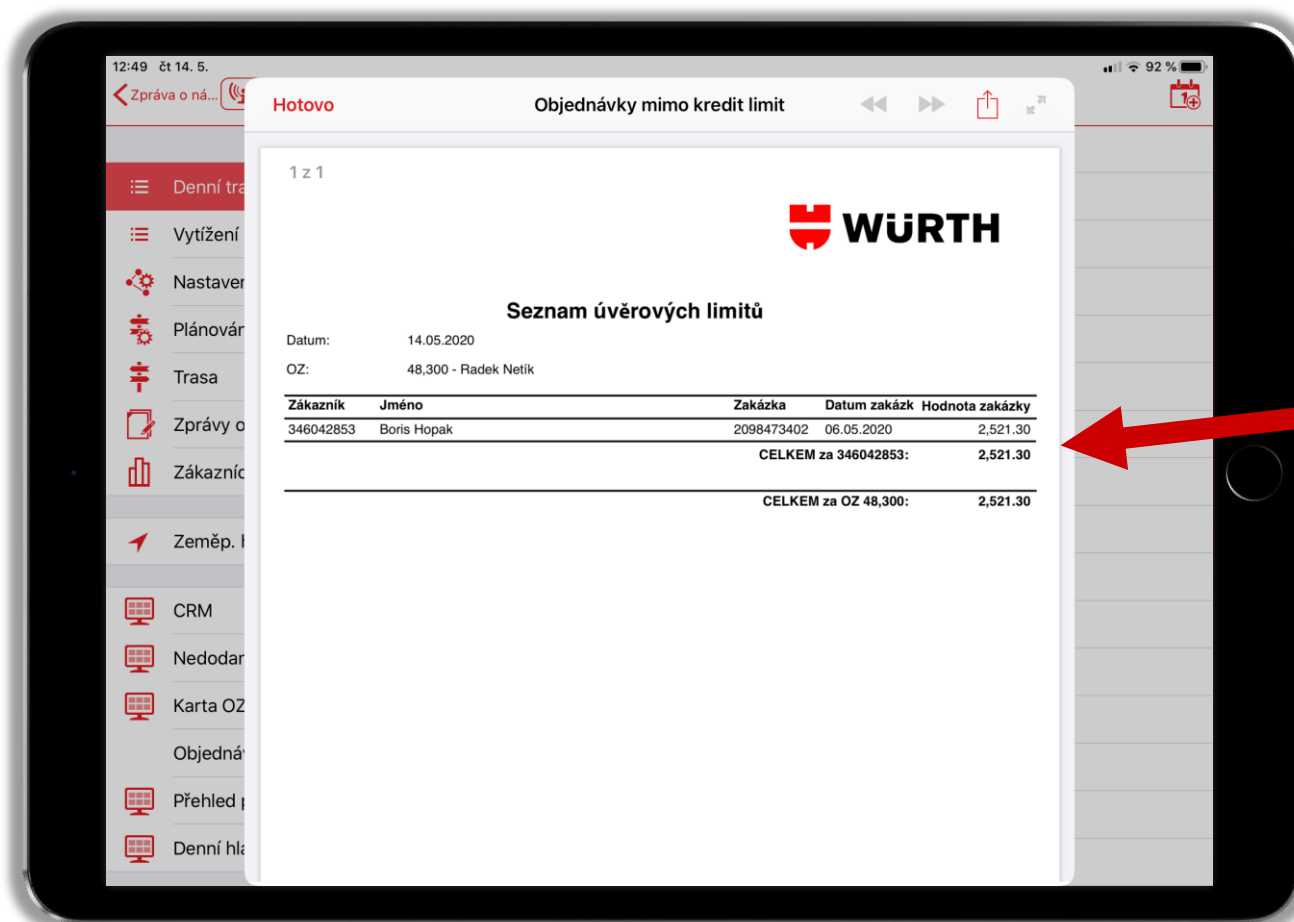 12:49 čt 14. 5.
92 %
Zpráva o ná...
Hotovo
Objednávky mimo kredit limit
1
1 z 1
WÜRTH
Seznam úvěrových limitů
Datum: 14.05.2020
OZ: 48,300 - Radek Netik
Zákazník Jméno Zakázka Datum zakázk Hodnota zakázky
346042853 Boris Hopak 2098473402 06.05.2020 2,521.30
CELKEM za 346042853: 2,521.30
CELKEM za OZ 48,300: 2,521.30
Denní tra
Vytížení
Nastaver
Plánovár
Trasa
Zprávy o
Zákazníc
Zeměp. h
CRM
Nedodar
Karta OZ
Objednáv
Přehled p
Denní hla